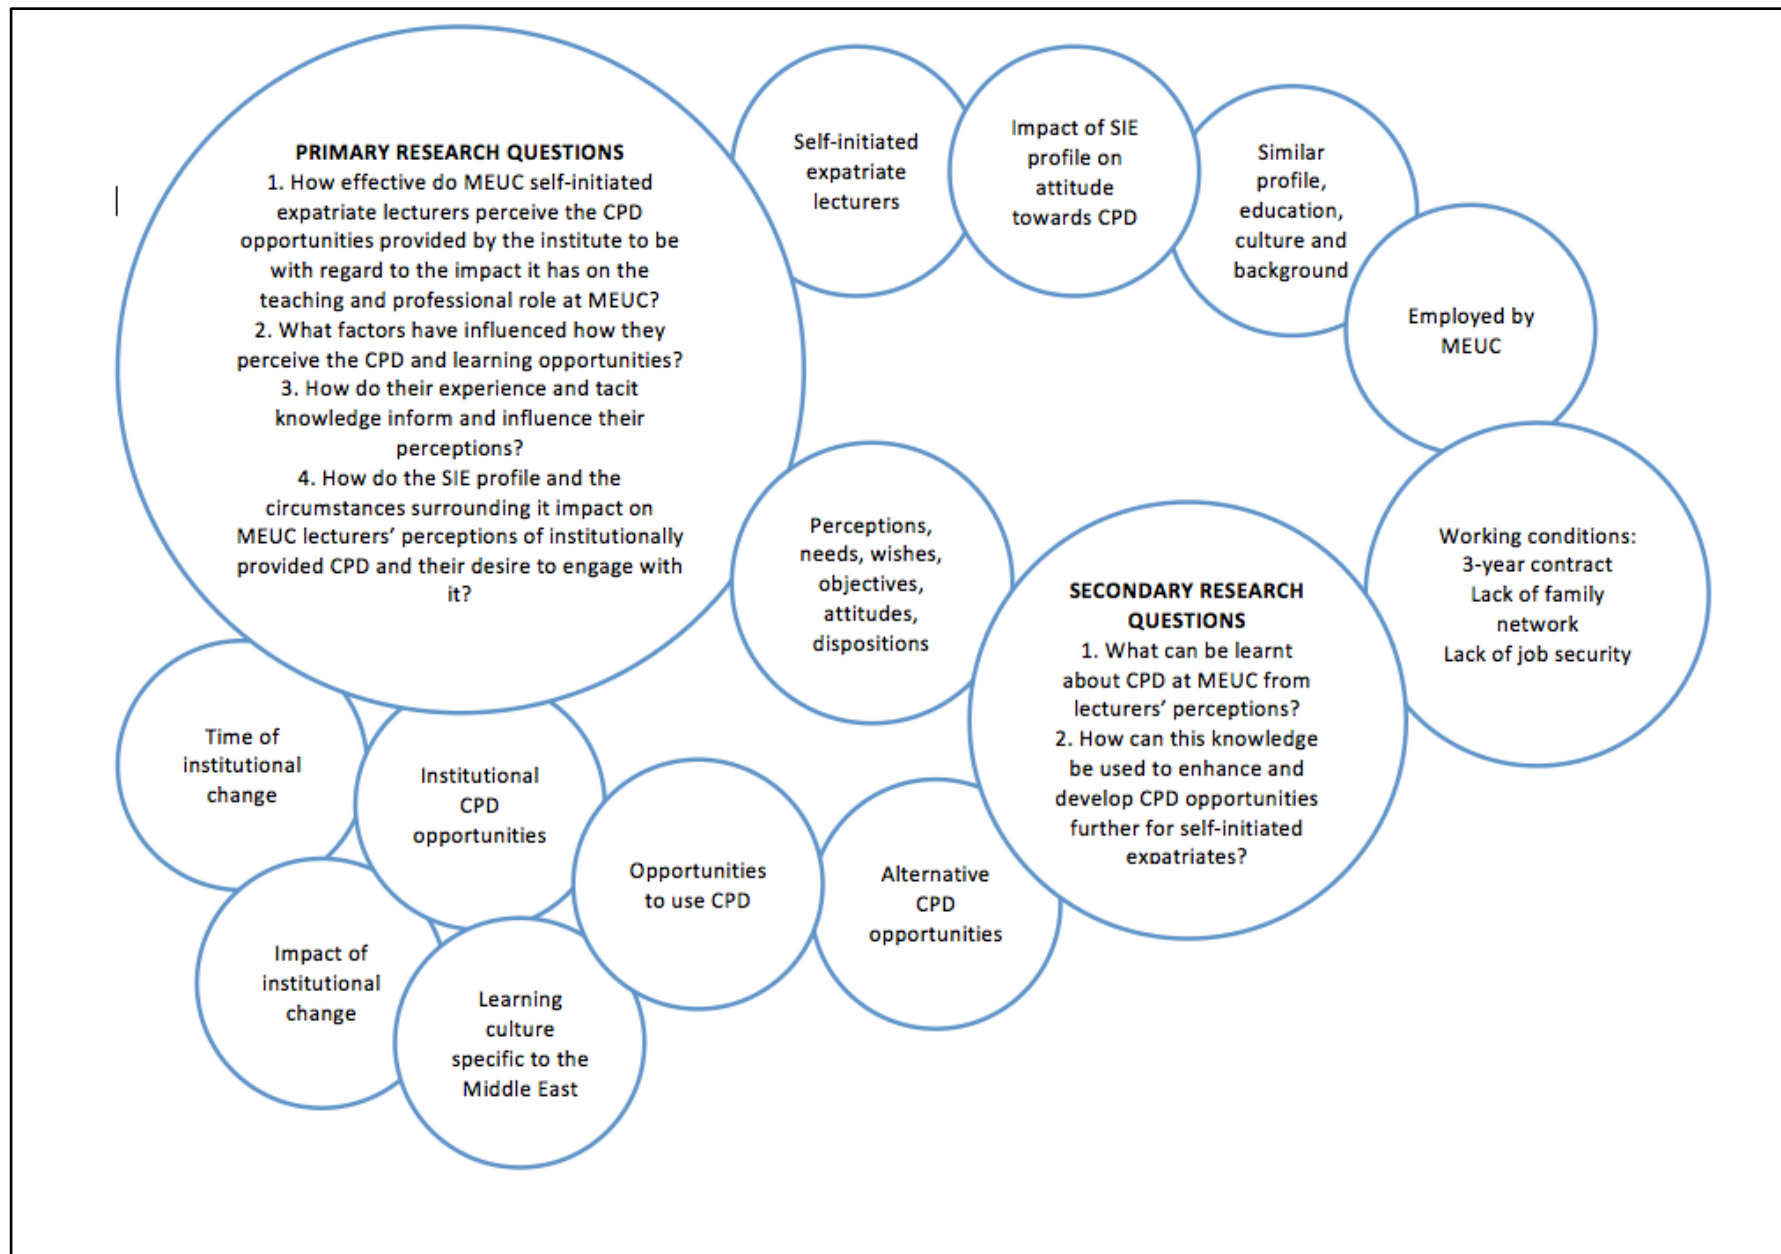 PRIMARY RESEARCH QUESTIONS
1. How effective do MEUC self-initiated
expatriate lecturers perceive the CPD
opportunities provided by the institute to be
with regard to the impact it has on the
teaching and professional role at MEUC?
2. What factors have influenced how they
perceive the CPD and learning opportunities?
3. How do their experience and tacit
knowledge inform and influence their
perceptions?
4. How do the SIE profile and the
circumstances surrounding it impact on
MEUC lecturers’ perceptions of institutionally
provided CPD and their desire to engage with
it?
Self-initiated
expatriate
lecturers
Impact of SIE
profile on
attitude
towards CPD
Similar
profile,
education,
culture and
background
Employed by
MEUC
Working conditions:
3-year contract
Lack of family
network
Lack of job security
Perceptions,
needs, wishes,
objectives,
attitudes,
dispositions
SECONDARY RESEARCH
QUESTIONS
1. What can be learnt
about CPD at MEUC from
lecturers’ perceptions?
2. How can this knowledge
be used to enhance and
develop CPD opportunities
further for self-initiated
expatriates?
Time of
institutional
change
Institutional
CPD
opportunities
Opportunities
to use CPD
Alternative
CPD
opportunities
Impact of
institutional
change
Learning
culture
specific to the
Middle East